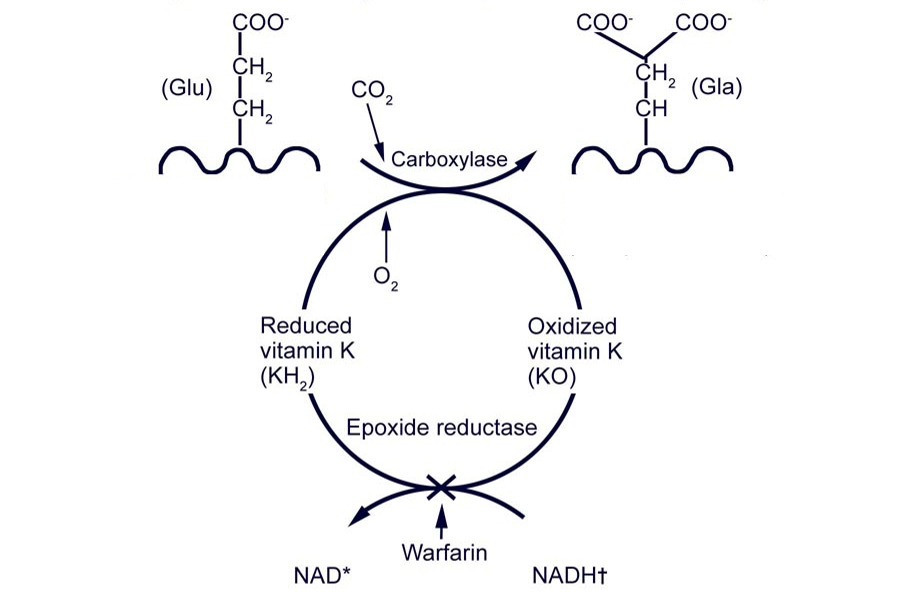 COO⁻
CH₂
CH₂
(Glu)
CO₂
Carboxylase
COO⁻ COO⁻
CH₂
CH
(Gla)
O₂
Reduced
vitamin K
(KH₂)
Oxidized
vitamin K
(KO)
Epoxide reductase
Warfarin
NAD*
NADH†